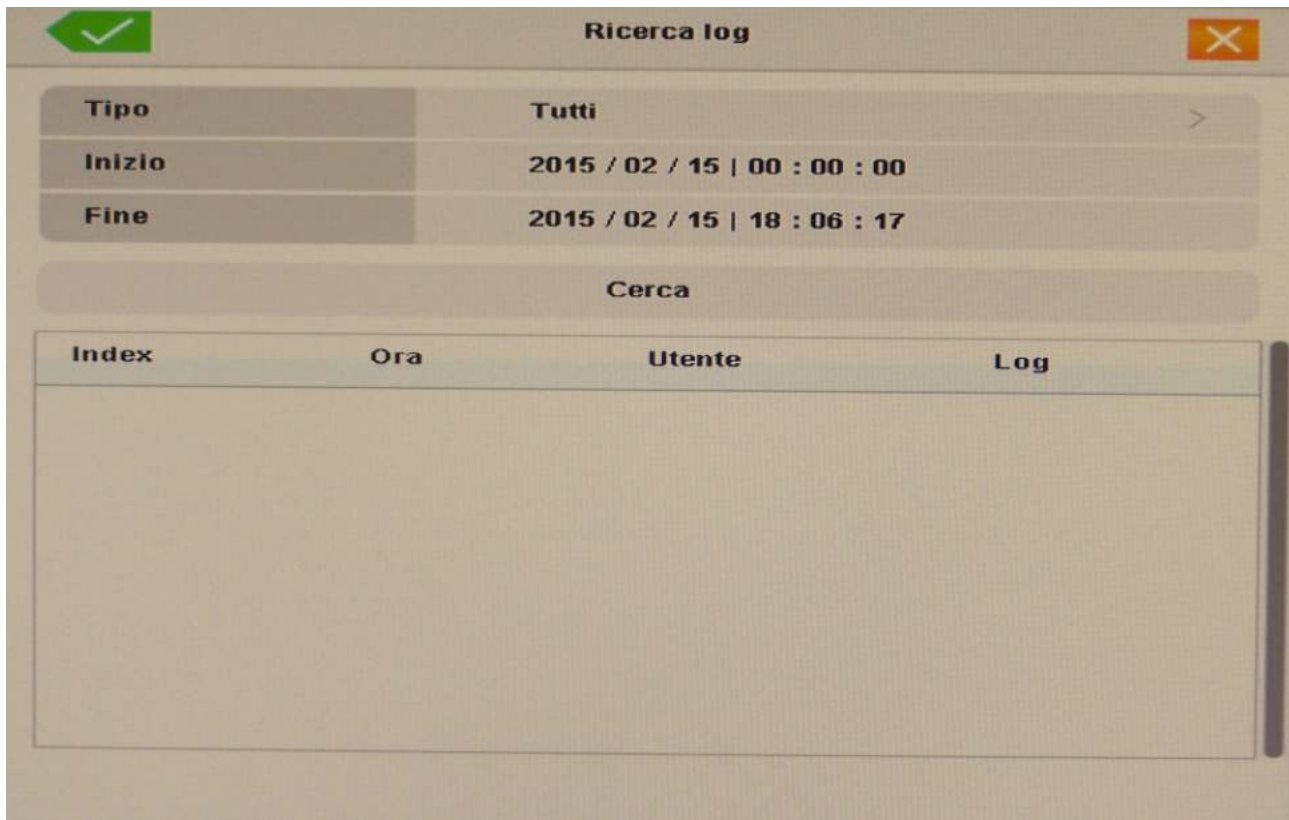 Ricerca log
Tipo Tutti >
Inizio 2015 / 02 / 15 | 00 : 00 : 00
Fine 2015 / 02 / 15 | 18 : 06 : 17
Cerca
Index Ora Utente Log